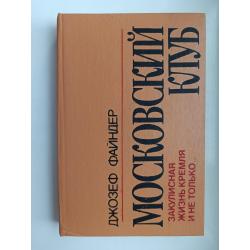 ДЖОЗЕФ ФАЙНДЕР
МОСКОВСКИЙ
КЛУБ
ЗАКУЛИСНАЯ
ЖИЗНЬ КРЕМЛЯ
И НЕ ТОЛЬКО